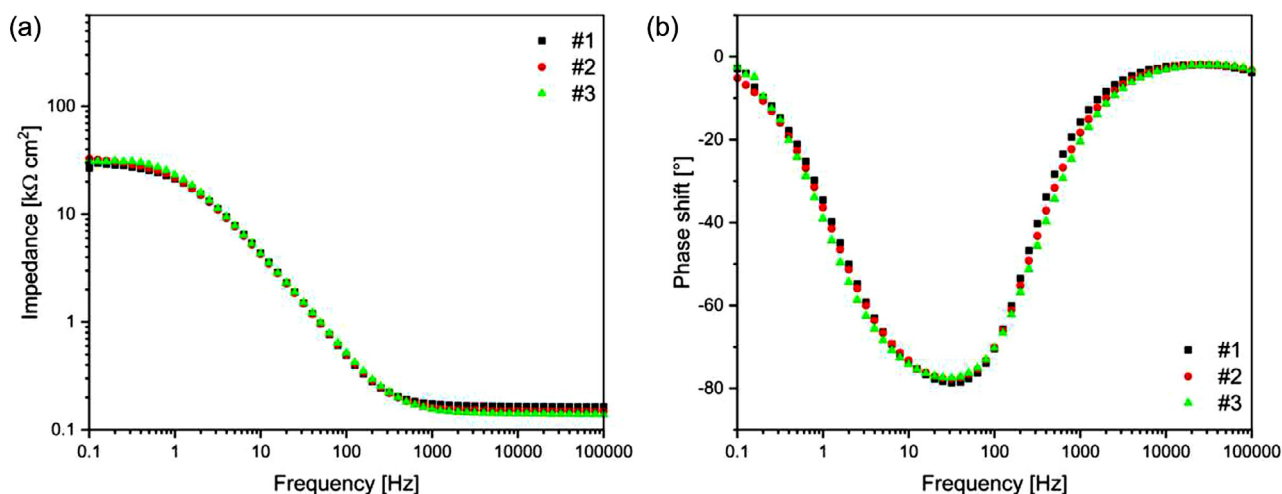 (a)
#1
#2
#3
100
10
1
0.1
Impedance [kΩ cm²]
0.1 1 10 100 1000 10000 100000
Frequency [Hz]
(b)
0
-20
-40
-60
-80
Phase shift [°]
#1
#2
#3
0.1 1 10 100 1000 10000 100000
Frequency [Hz]